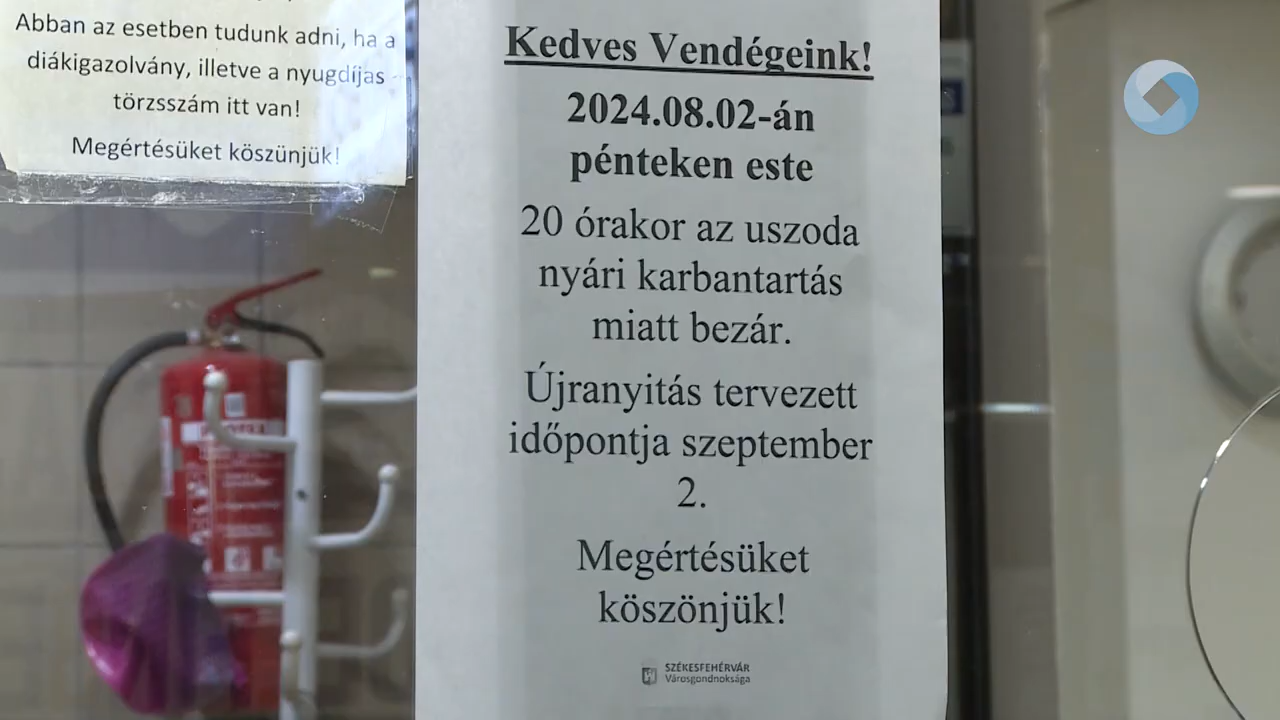 Abban az esetben tudunk adni, ha a
diákigazolvány, illetve a nyugdíjas
törzsszám itt van!
Megértésüket köszünjük!
Kedves Vendégeink!
2024.08.02-án
pénteken este
20 órakor az uszoda
nyári karbantartás
miatt bezár.
Újranyitás tervezett
időpontja szeptember
2.
Megértésüket
köszönjük!
SZÉKESFEHÉRVÁR
Városgondnoksága